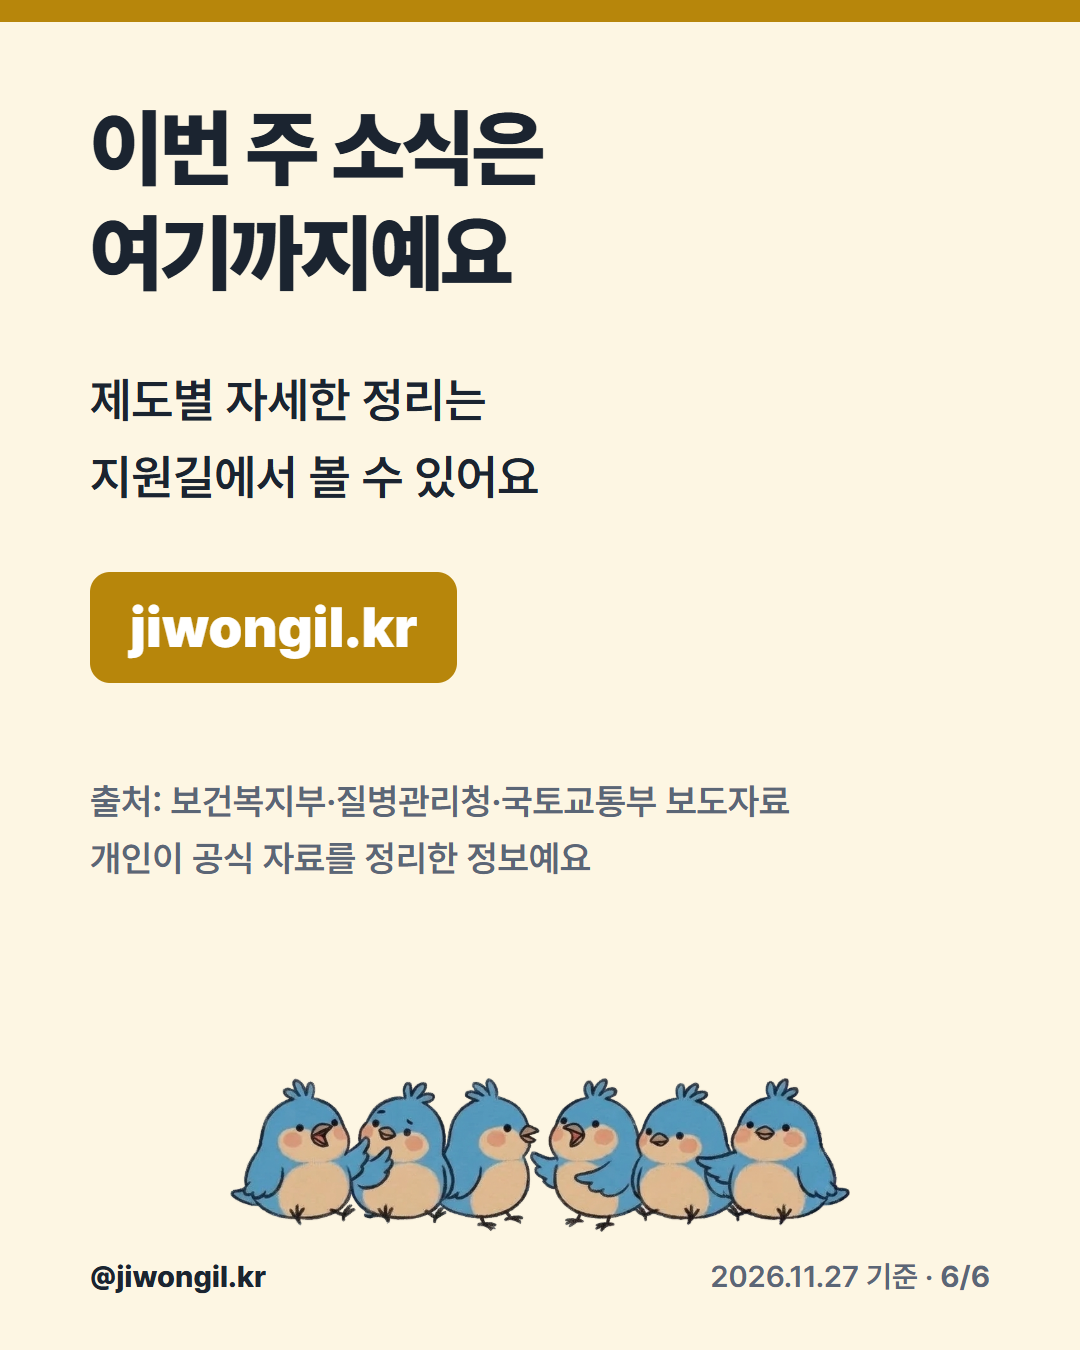 이번 주 소식은
여기까지예요
제도별 자세한 정리는
지원길에서 볼 수 있어요
jiwongil.kr
출처: 보건복지부·질병관리청·국토교통부 보도자료
개인이 공식 자료를 정리한 정보예요
@jiwongil.kr
2026.11.27 기준 · 6/6